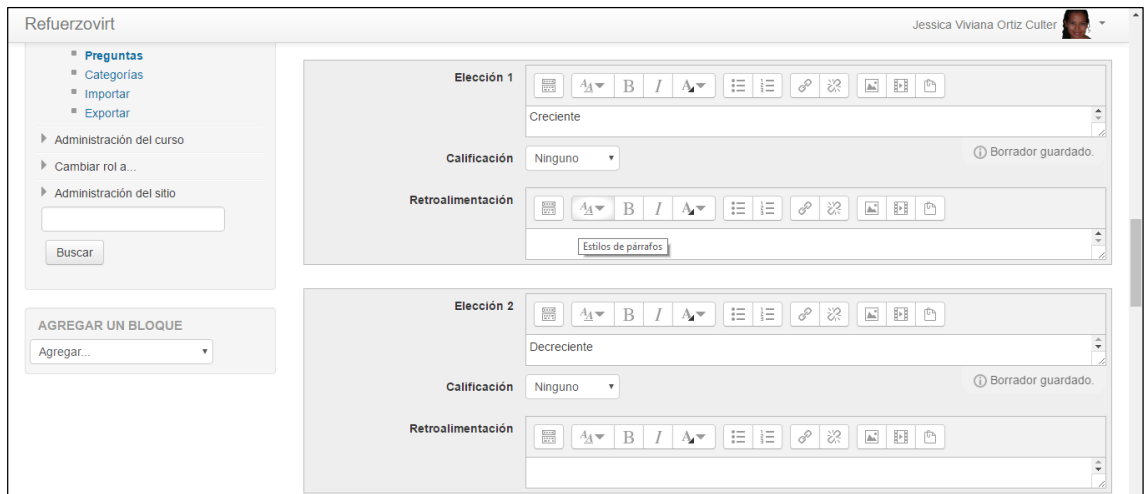 Refuerzovirt
Jessica Viviana Ortiz Culter
Preguntas
Categorías
Importar
Exportar
Administración del curso
Cambiar rol a...
Administración del sitio
Buscar
AGREGAR UN BLOQUE
Agregar...
Elección 1
Creciente
Calificación
Ninguno
Borrador guardado.
Retroalimentación
Estilos de párrafos
Elección 2
Decreciente
Calificación
Ninguno
Borrador guardado.
Retroalimentación